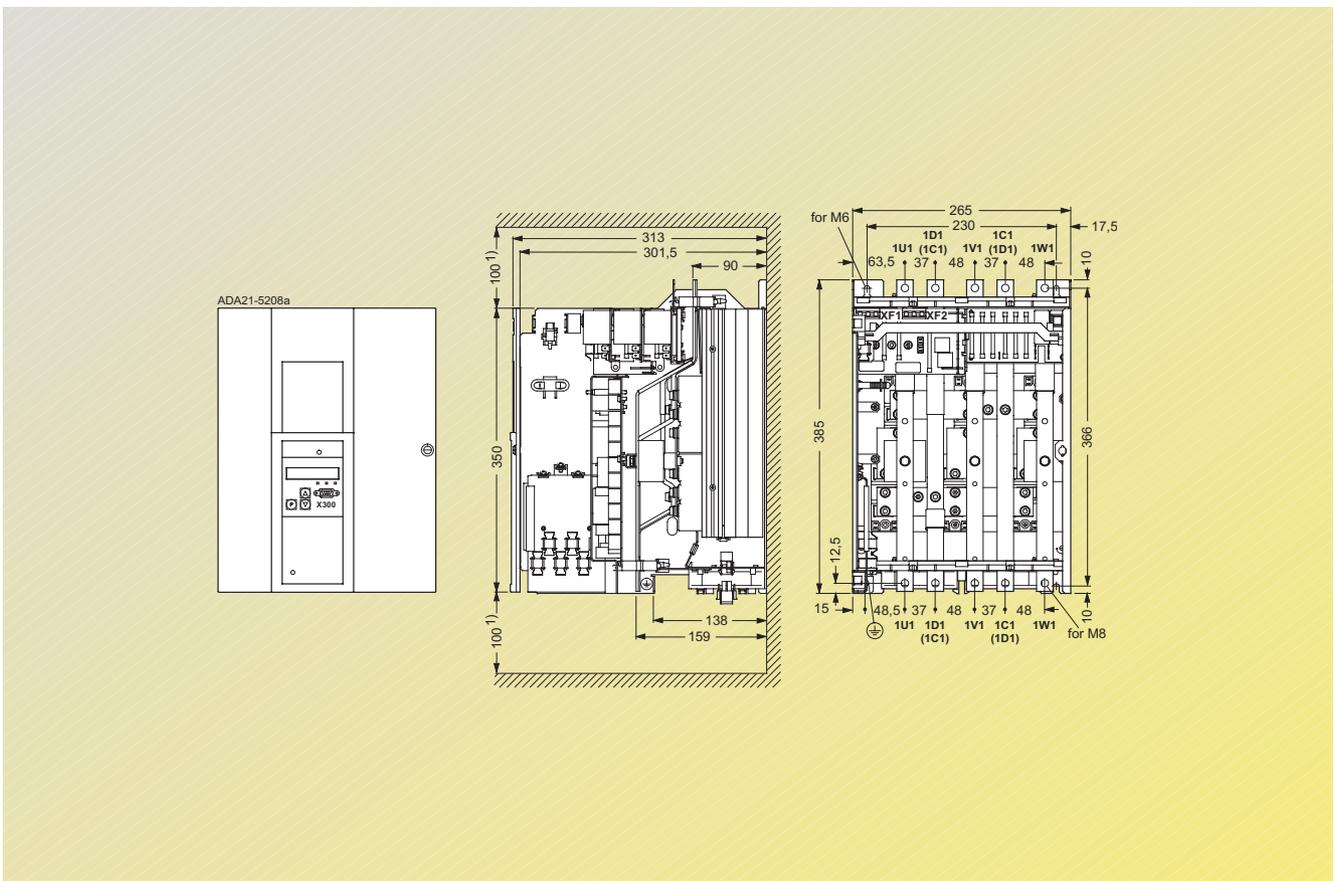 ADA21-5208a
P
X300
100 1)
313
301,5
90
350
138
159
100 1)
for M6
265
230
17,5
1D1 1C1
1U1 (1C1) 1V1 (1D1) 1W1
63,5 37 48 37 48
10
XF1 XF2
385
366
12,5
15 48,5 37 48 37 48
10
1U1 1D1 1V1 1C1 1W1
(1C1) (1D1)
for M8